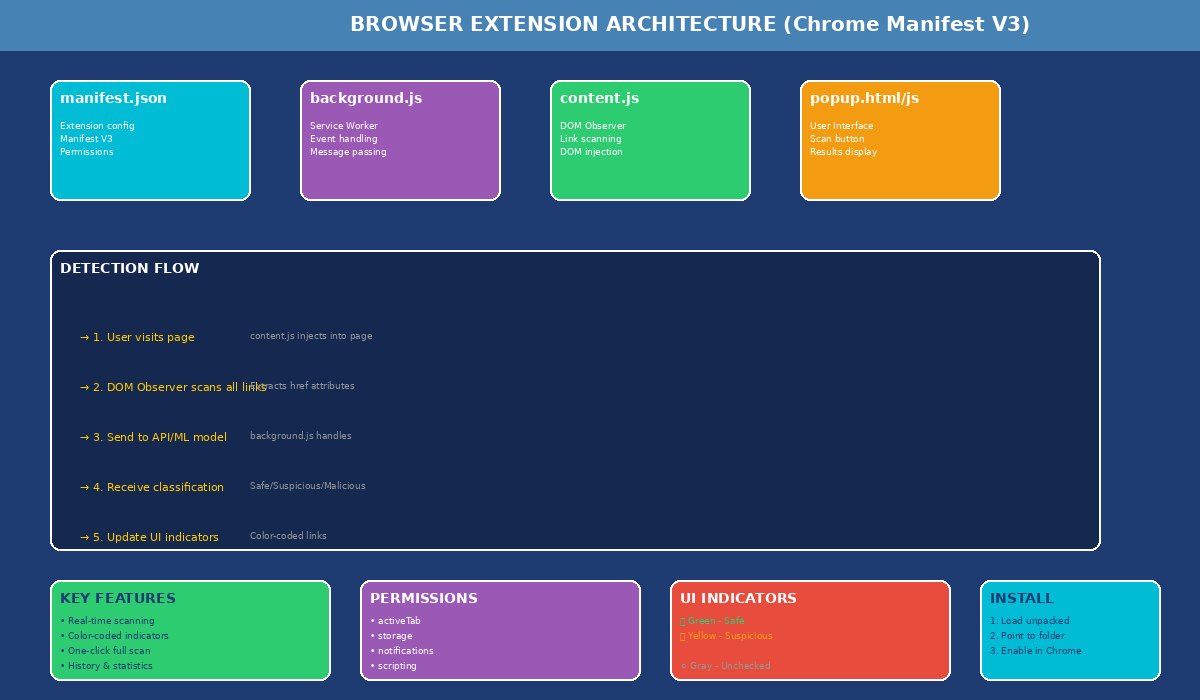 BROWSER EXTENSION ARCHITECTURE (Chrome Manifest V3)
manifest.json
Extension config
Manifest V3
Permissions
background.js
Service Worker
Event handling
Message passing
content.js
DOM Observer
Link scanning
DOM injection
popup.html/js
User Interface
Scan button
Results display
DETECTION FLOW
→ 1. User visits page
content.js injects into page
→ 2. DOM Observer scans all links
Extracts href attributes
→ 3. Send to API/ML model
background.js handles
→ 4. Receive classification
Safe/Suspicious/Malicious
→ 5. Update UI indicators
Color-coded links
KEY FEATURES
• Real-time scanning
• Color-coded indicators
• One-click full scan
• History & statistics
PERMISSIONS
• activeTab
• storage
• notifications
• scripting
UI INDICATORS
Green - Safe
Yellow - Suspicious
○ Gray - Unchecked
INSTALL
1. Load unpacked
2. Point to folder
3. Enable in Chrome